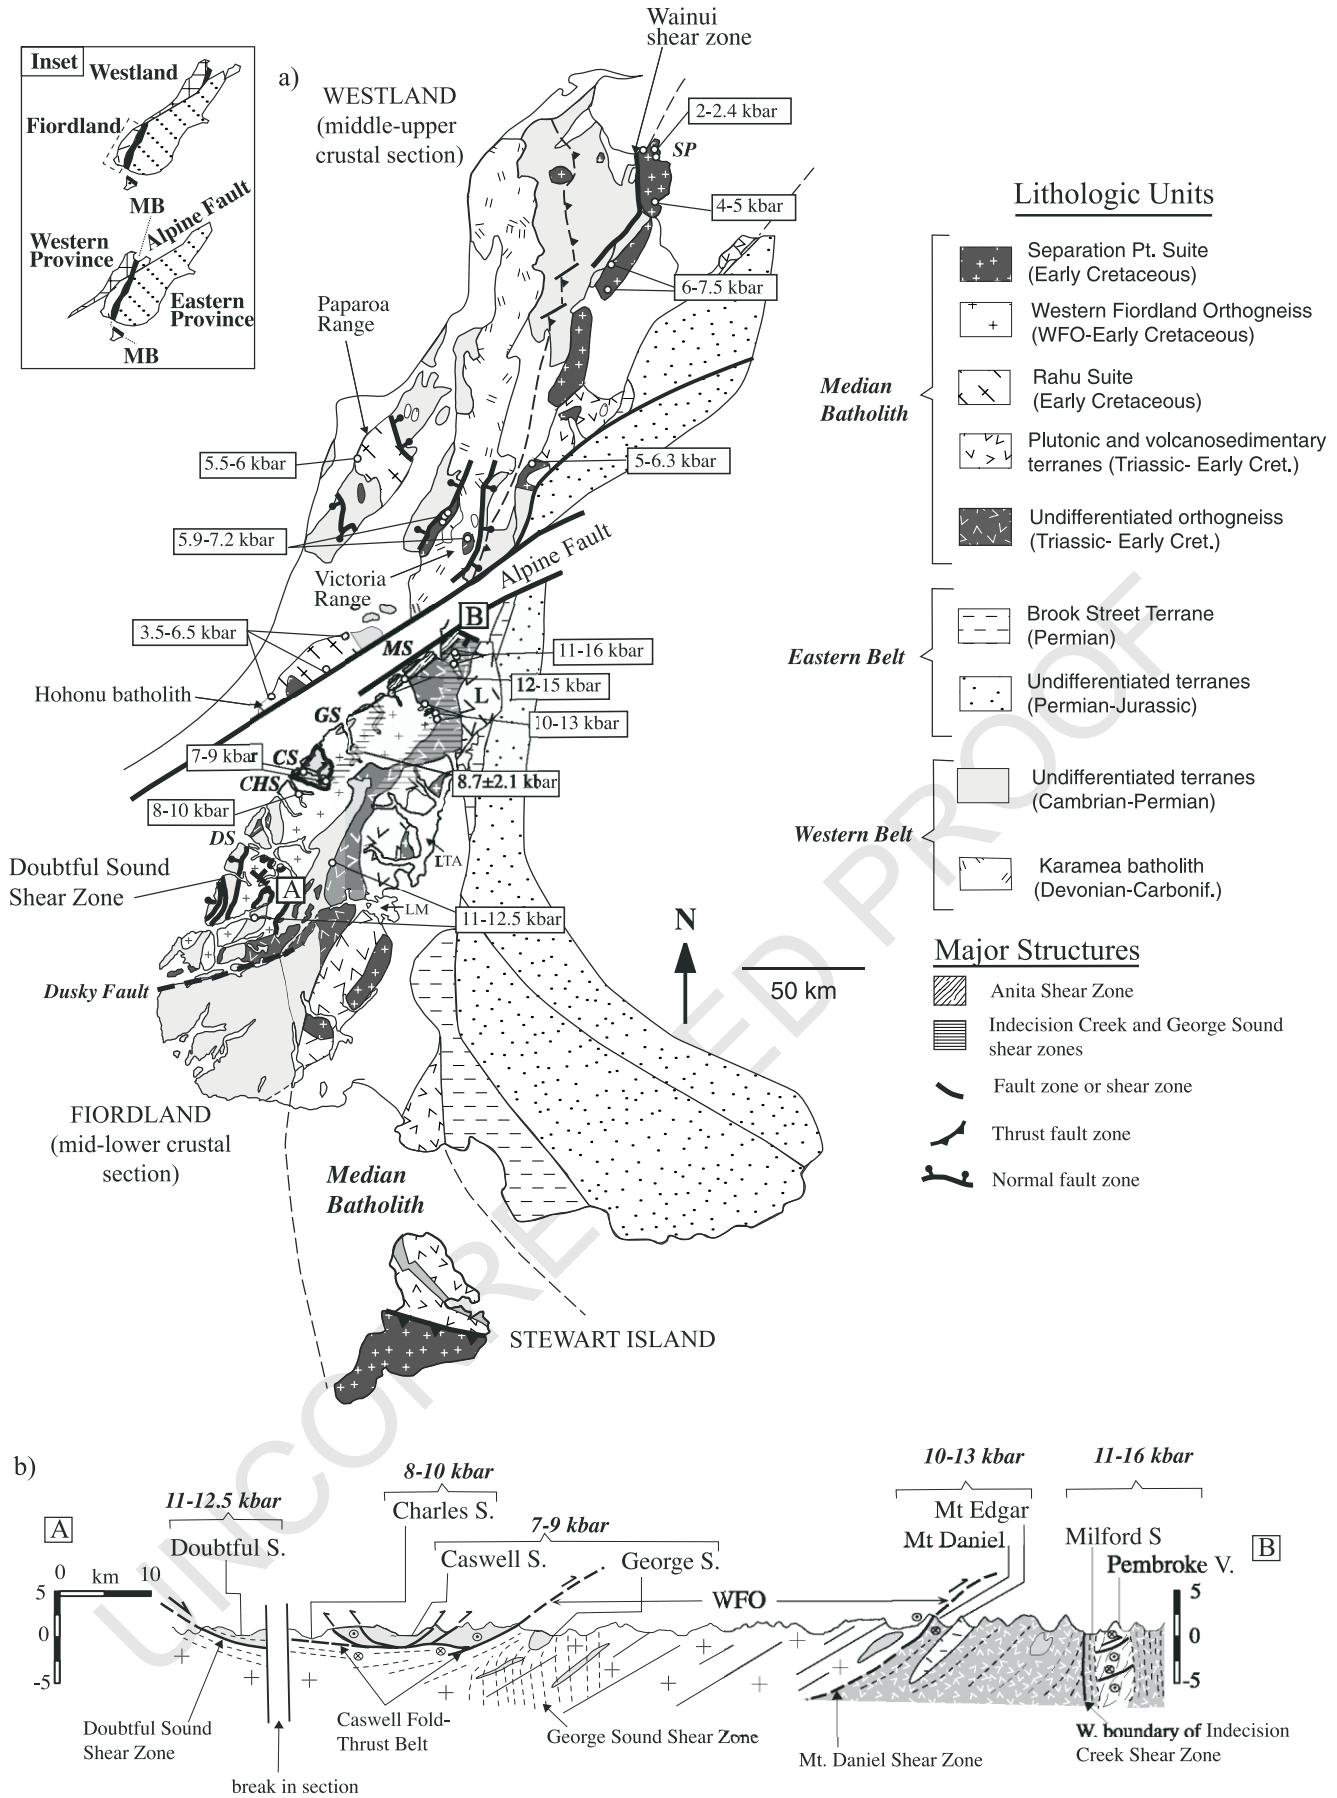 Inset
Westland
Fiordland
MB
Alpine Fault
Western
Province
Eastern
Province
MB
a)
WESTLAND
(middle-upper
crustal section)
Wainui
shear zone
2-2.4 kbar
SP
4-5 kbar
6-7.5 kbar
Paparoa
Range
5.5-6 kbar
5-6.3 kbar
5.9-7.2 kbar
Victoria
Range
Alpine Fault
3.5-6.5 kbar
B
MS
11-16 kbar
12-15 kbar
L
Hohonu batholith
GS
10-13 kbar
7-9 kbar
CS
CHS
8.7±2.1 kbar
8-10 kbar
DS
LTA
Doubtful Sound
Shear Zone
A
LM
11-12.5 kbar
N
50 km
Dusky Fault
FIORDLAND
(mid-lower crustal
section)
Median
Batholith
STEWART ISLAND
Lithologic Units
Median
Batholith
Separation Pt. Suite
(Early Cretaceous)
Western Fiordland Orthogneiss
(WFO-Early Cretaceous)
Rahu Suite
(Early Cretaceous)
Plutonic and volcanosedimentary
terranes (Triassic- Early Cret.)
Undifferentiated orthogneiss
(Triassic- Early Cret.)
Eastern Belt
Brook Street Terrane
(Permian)
Undifferentiated terranes
(Permian-Jurassic)
Western Belt
Undifferentiated terranes
(Cambrian-Permian)
Karamea batholith
(Devonian-Carbonif.)
Major Structures
Anita Shear Zone
Indecision Creek and George Sound
shear zones
Fault zone or shear zone
Thrust fault zone
Normal fault zone
UNCORRECTED PROOF
b)
A
11-12.5 kbar
Doubtful S.
8-10 kbar
Charles S.
7-9 kbar
Caswell S.
George S.
WFO
10-13 kbar
Mt Edgar
Mt Daniel
11-16 kbar
Milford S
Pembroke V.
B
0 km 10
5
0
-5
5
0
-5
Doubtful Sound
Shear Zone
break in section
Caswell Fold-
Thrust Belt
George Sound Shear Zone
Mt. Daniel Shear Zone
W. boundary of Indecision
Creek Shear Zone